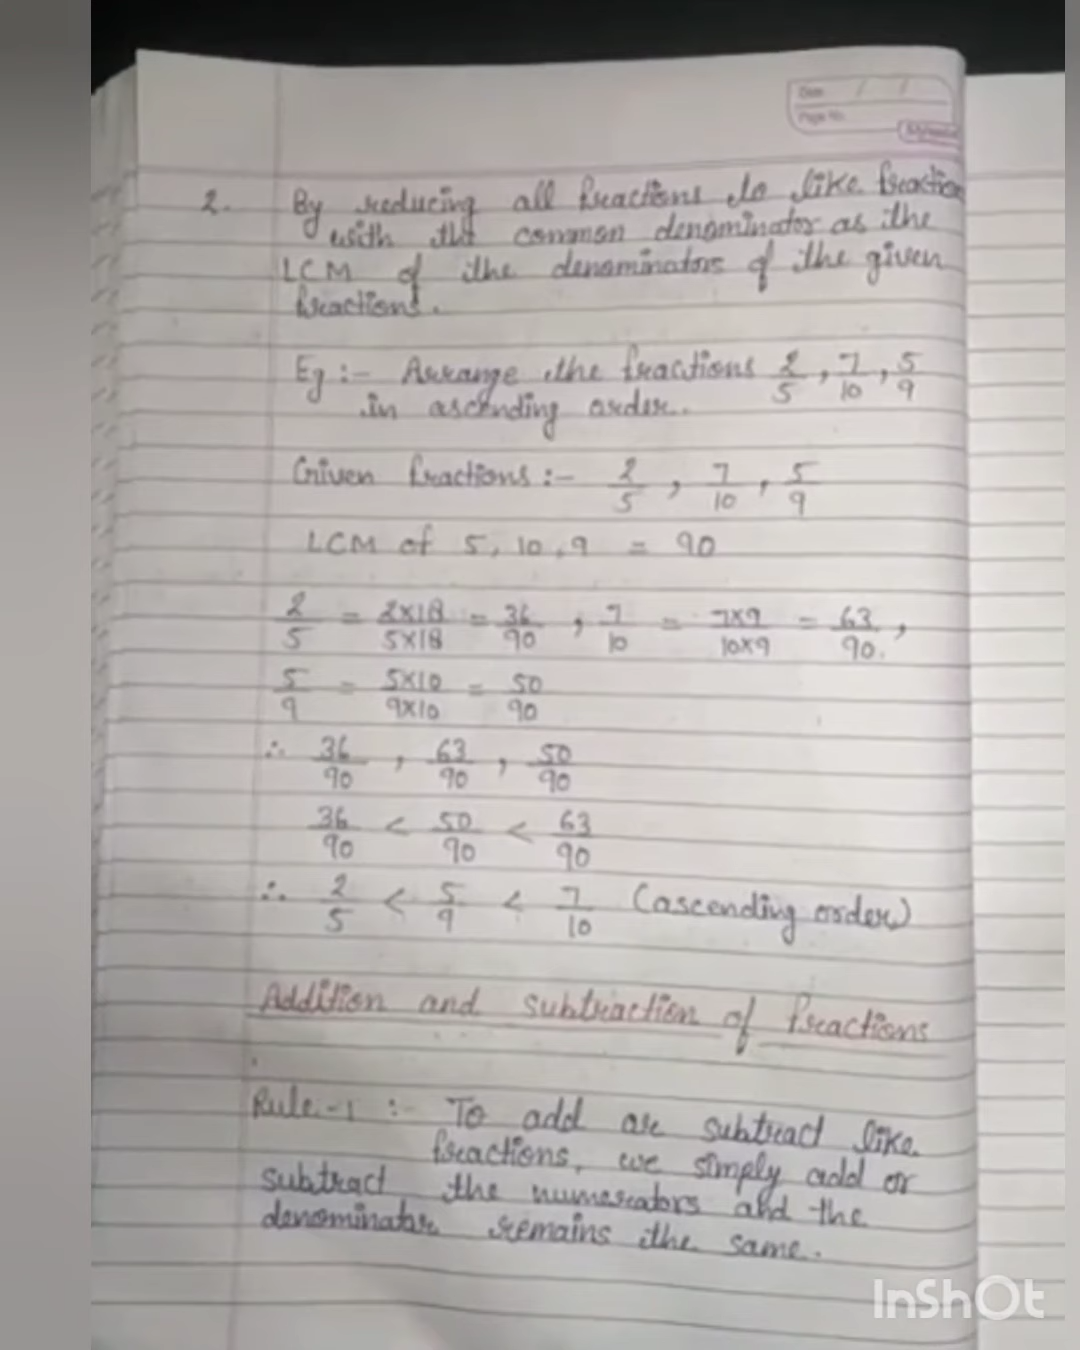 Date / /
Page No.
2. By reducing all fractions to like fraction
with the common denominator as the
LCM of the denominators of the given
fractions.
Eg :- Arrange the fractions 2/5, 7/10, 5/9
in ascending order.
Given fractions :- 2/5, 7/10, 5/9
LCM of 5, 10, 9 = 90
2/5 = 2×18/5×18 = 36/90, 7/10 = 7×9/10×9 = 63/90,
5/9 = 5×10/9×10 = 50/90
∴ 36/90, 63/90, 50/90
36/90 < 50/90 < 63/90
∴ 2/5 < 5/9 < 7/10 (ascending order)
Addition and subtraction of fractions
Rule-1 :- To add or subtract like
fractions, we simply add or
subtract the numerators and the
denominator remains the same.
InShOt